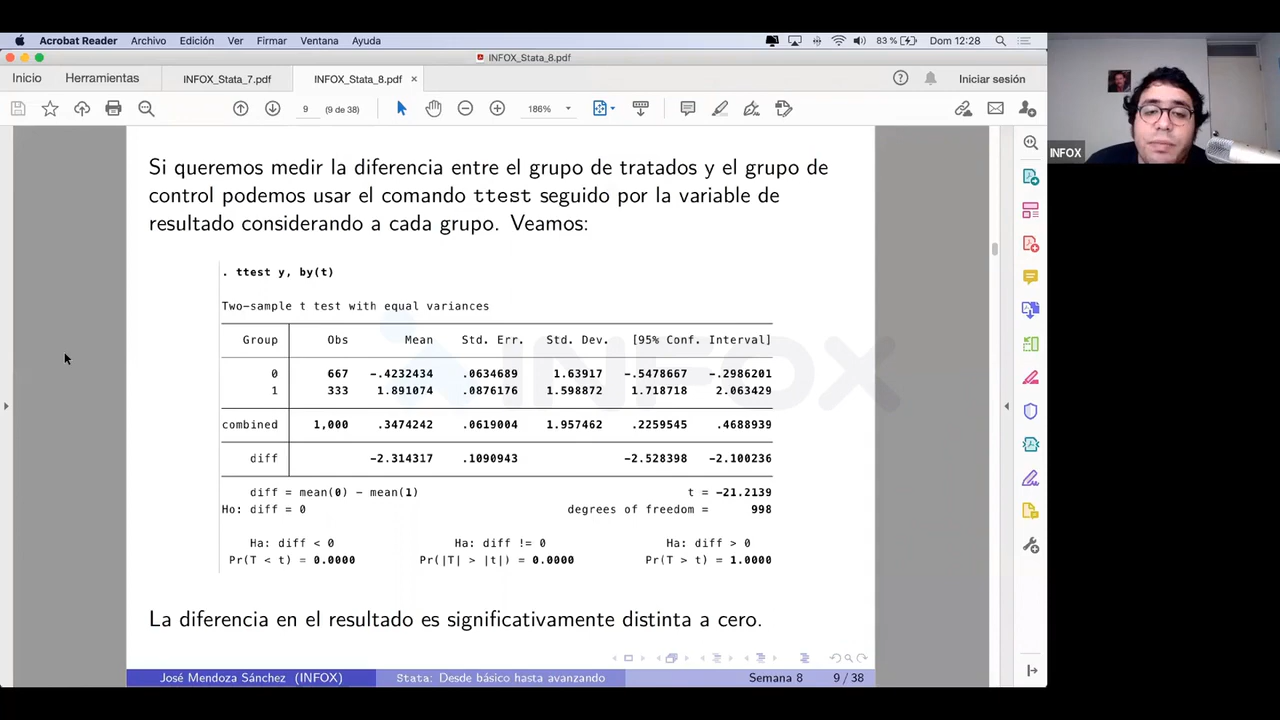 Acrobat Reader Archivo Edición Ver Firmar Ventana Ayuda 83 % Dom 12:28
INFOX_Stata_8.pdf
Inicio Herramientas INFOX_Stata_7.pdf INFOX_Stata_8.pdf × Iniciar sesión
9 (9 de 38) 186%
INFOX
Si queremos medir la diferencia entre el grupo de tratados y el grupo de
control podemos usar el comando ttest seguido por la variable de
resultado considerando a cada grupo. Veamos:
. ttest y, by(t)
Two-sample t test with equal variances
Group Obs Mean Std. Err. Std. Dev. [95% Conf. Interval]
0 667 -.4232434 .0634689 1.63917 -.5478667 -.2986201
1 333 1.891074 .0876176 1.598872 1.718718 2.063429
combined 1,000 .3474242 .0619004 1.957462 .2259545 .4688939
diff -2.314317 .1090943 -2.528398 -2.100236
diff = mean(0) - mean(1) t = -21.2139
Ho: diff = 0 degrees of freedom = 998
Ha: diff < 0 Ha: diff != 0 Ha: diff > 0
Pr(T < t) = 0.0000 Pr(|T| > |t|) = 0.0000 Pr(T > t) = 1.0000
INFOX
La diferencia en el resultado es significativamente distinta a cero.
José Mendoza Sánchez (INFOX) Stata: Desde básico hasta avanzando Semana 8 9 / 38